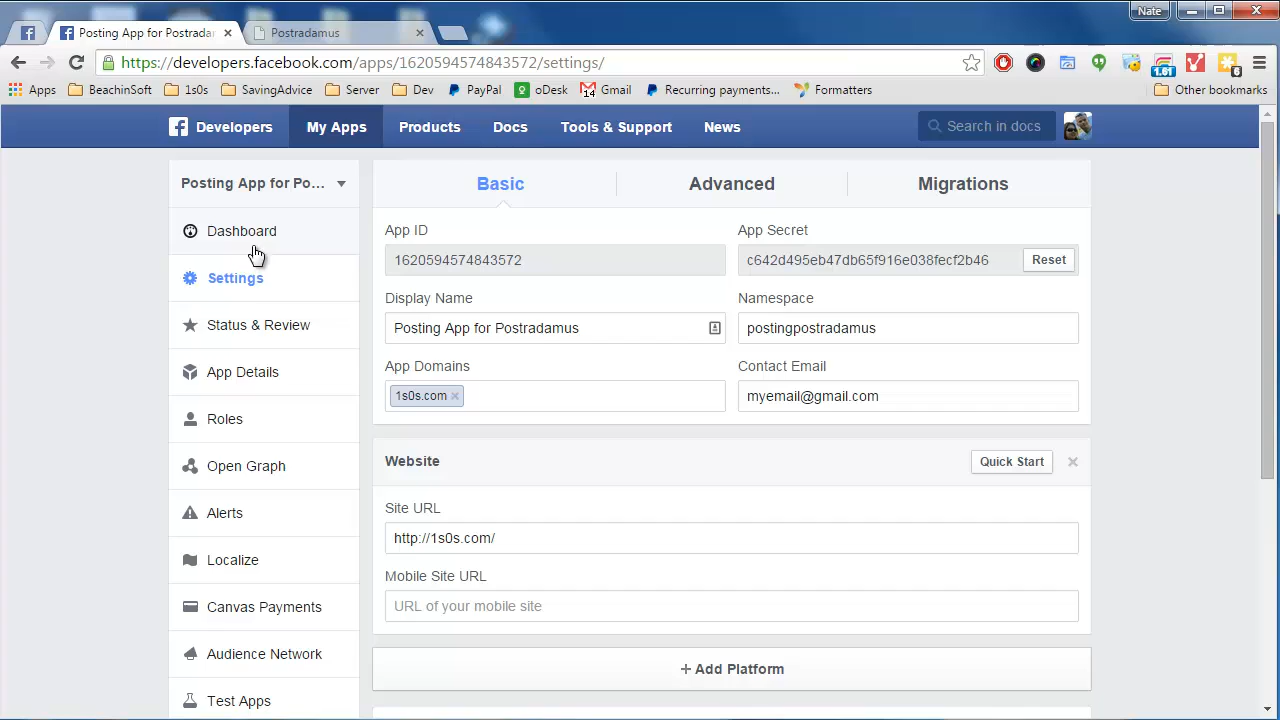 Nate
Posting App for Postrada
Postradamus
https://developers.facebook.com/apps/1620594574843572/settings/
1.61
6
Apps
BeachinSoft
1s0s
SavingAdvice
Server
Dev
PayPal
oDesk
14
Gmail
Recurring payments...
Formatters
Other bookmarks
Developers
My Apps
Products
Docs
Tools & Support
News
Search in docs
Posting App for Po...
Dashboard
Settings
Status & Review
App Details
Roles
Open Graph
Alerts
Localize
Canvas Payments
Audience Network
Test Apps
Basic
Advanced
Migrations
App ID
App Secret
1620594574843572
c642d495eb47db65f916e038fecf2b46
Reset
Display Name
Namespace
Posting App for Postradamus
postingpostradamus
App Domains
Contact Email
1s0s.com
myemail@gmail.com
Website
Quick Start
Site URL
http://1s0s.com/
Mobile Site URL
URL of your mobile site
+ Add Platform